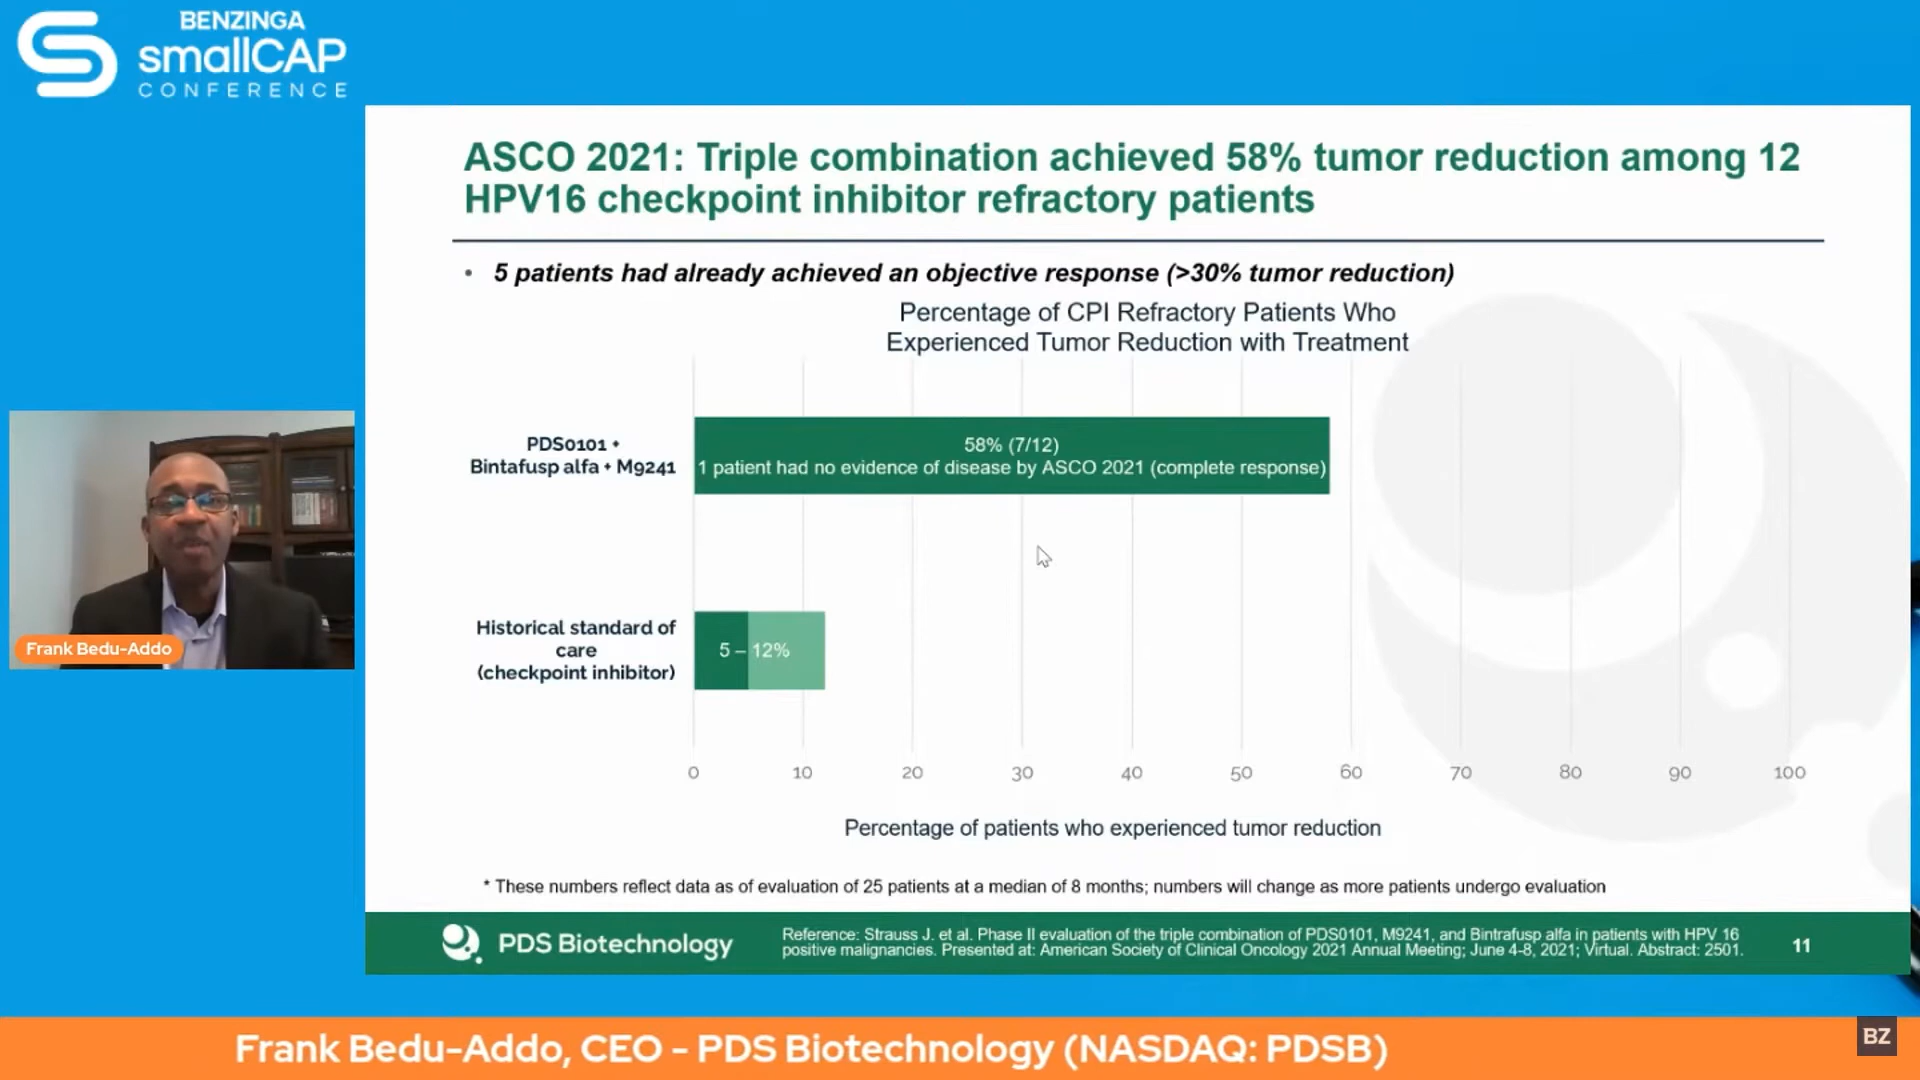 BENZINGA
smallCAP
CONFERENCE
ASCO 2021: Triple combination achieved 58% tumor reduction among 12
HPV16 checkpoint inhibitor refractory patients
• 5 patients had already achieved an objective response (>30% tumor reduction)
Percentage of CPI Refractory Patients Who
Experienced Tumor Reduction with Treatment
PDS0101 +
Bintafusp alfa + M9241
58% (7/12)
1 patient had no evidence of disease by ASCO 2021 (complete response)
Historical standard of
care
(checkpoint inhibitor)
5 – 12%
0 10 20 30 40 50 60 70 80 90 100
Percentage of patients who experienced tumor reduction
* These numbers reflect data as of evaluation of 25 patients at a median of 8 months; numbers will change as more patients undergo evaluation
PDS Biotechnology
Reference: Strauss J. et al. Phase II evaluation of the triple combination of PDS0101, M9241, and Bintrafusp alfa in patients with HPV 16
positive malignancies. Presented at: American Society of Clinical Oncology 2021 Annual Meeting; June 4-8, 2021; Virtual. Abstract: 2501.
11
Frank Bedu-Addo
Frank Bedu-Addo, CEO - PDS Biotechnology (NASDAQ: PDSB)
BZ